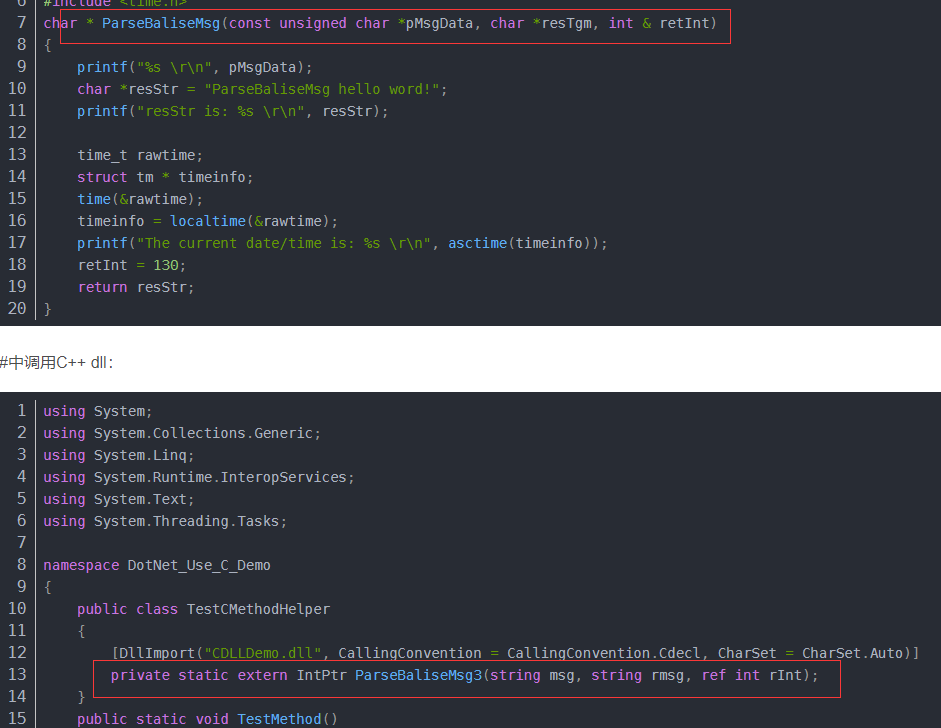 6 #include <time.h>
7 char * ParseBaliseMsg(const unsigned char *pMsgData, char *resTgm, int & retInt)
8 {
9 printf("%s \r\n", pMsgData);
10 char *resStr = "ParseBaliseMsg hello word!";
11 printf("resStr is: %s \r\n", resStr);
12
13 time_t rawtime;
14 struct tm * timeinfo;
15 time(&rawtime);
16 timeinfo = localtime(&rawtime);
17 printf("The current date/time is: %s \r\n", asctime(timeinfo));
18 retInt = 130;
19 return resStr;
20 }
#中调用C++ dll：
1 using System;
2 using System.Collections.Generic;
3 using System.Linq;
4 using System.Runtime.InteropServices;
5 using System.Text;
6 using System.Threading.Tasks;
7
8 namespace DotNet_Use_C_Demo
9 {
10 public class TestCMethodHelper
11 {
12 [DllImport("CDLLDemo.dll", CallingConvention = CallingConvention.Cdecl, CharSet = CharSet.Auto)]
13 private static extern IntPtr ParseBaliseMsg3(string msg, string rmsg, ref int rInt);
14 }
15 public static void TestMethod()